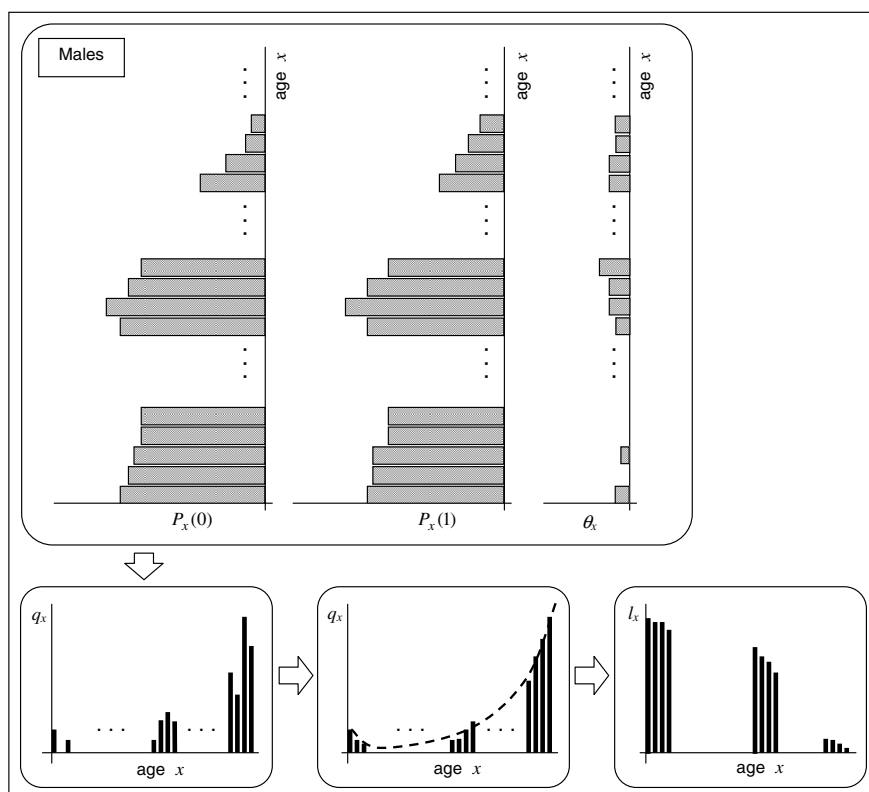 Males
age x
age x
age x
P_x(0)
P_x(1)
θ_x
q_x
age x
q_x
age x
l_x
age x